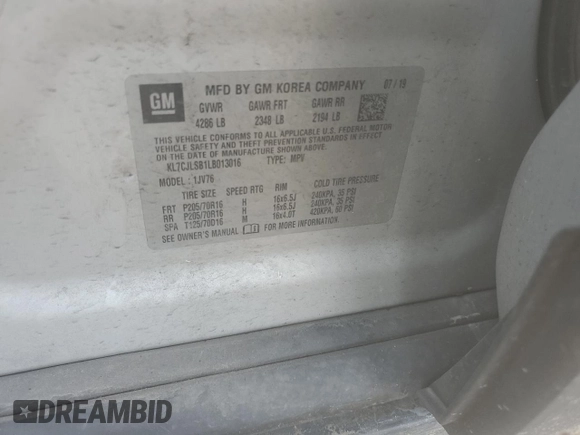 GM
MFD BY GM KOREA COMPANY 07 / 19
GVWR GAWR FRT GAWR RR
4286 LB 2348 LB 2194 LB
THIS VEHICLE CONFORMS TO ALL APPLICABLE U.S. FEDERAL MOTOR
VEHICLE SAFETY, BUMPER, AND THEFT PREVENTION STANDARDS IN EFFECT
ON THE DATE OF MANUFACTURE SHOWN ABOVE.
KL7CJLSB1LB013016 TYPE: MPV
MODEL: 1JV76
TIRE SIZE SPEED RTG RIM COLD TIRE PRESSURE
FRT P205/70R16 H 16x6.5J 240KPA, 35 PSI
RR P205/70R16 H 16x6.5J 240KPA, 35 PSI
SPA T125/70D16 M 16x4.0T 420KPA, 60 PSI
SEE OWNER'S MANUAL FOR MORE INFORMATION
DREAMBID